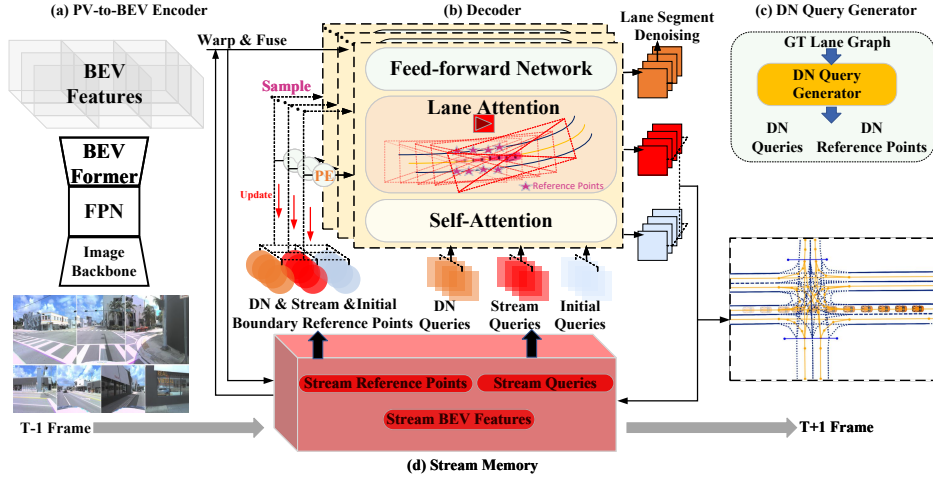 (a) PV-to-BEV Encoder
(b) Decoder
Lane Segment
Denoising
(c) DN Query Generator
Warp & Fuse
BEV
Features
Sample
Feed-forward Network
Lane Attention
Reference Points
GT Lane Graph
DN Query
Generator
DN
Queries
DN
Reference Points
BEV
Former
FPN
Image
Backbone
PE
Update
Self-Attention
DN & Stream &Initial
Boundary Reference Points
DN
Queries
Stream
Queries
Initial
Queries
Stream Reference Points
Stream Queries
Stream BEV Features
T-1 Frame
T+1 Frame
(d) Stream Memory